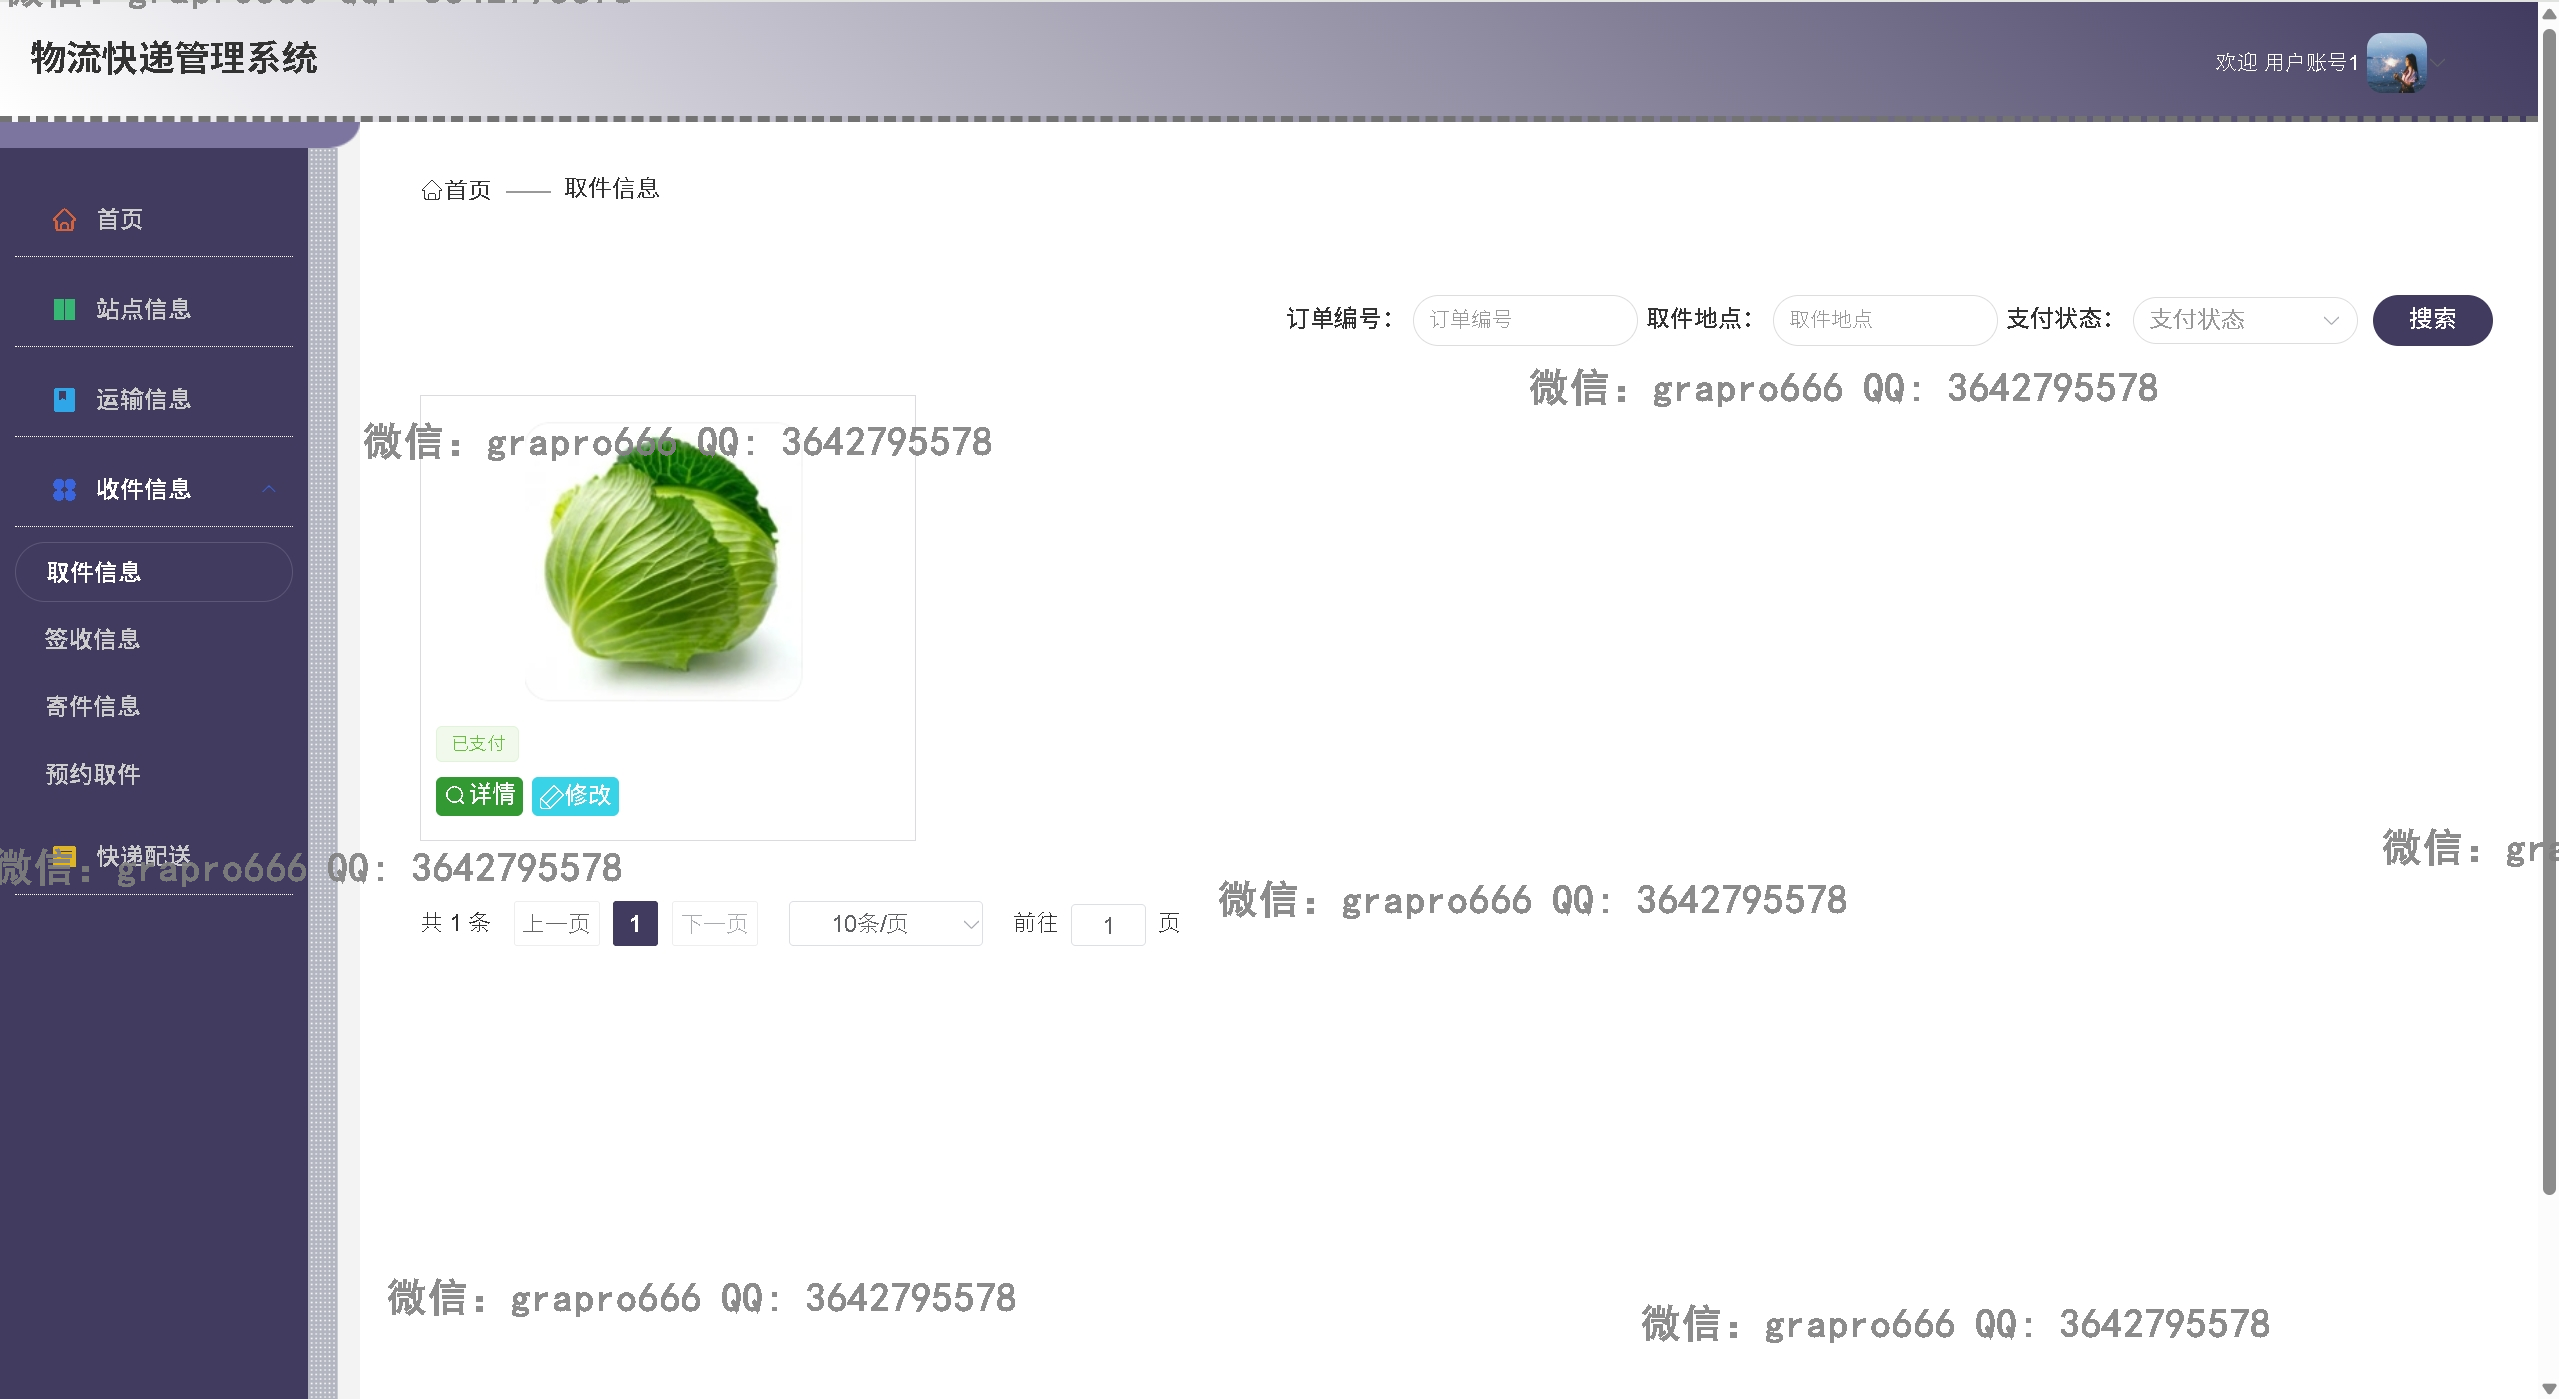 物流快递管理系统
欢迎 用户账号1
首页
站点信息
运输信息
收件信息
取件信息
签收信息
寄件信息
预约取件
快递配送
首页 —— 取件信息
订单编号： 订单编号 取件地点： 取件地点 支付状态： 支付状态 搜索
微信：grapro666 QQ: 3642795578
微信：grapro666 QQ: 3642795578
已支付
详情 修改
微信：gra
微信：grapro666 QQ: 3642795578
微信：grapro666 QQ: 3642795578
共 1 条 上一页 1 下一页 10条/页 前往 1 页
微信：grapro666 QQ: 3642795578
微信：grapro666 QQ: 3642795578